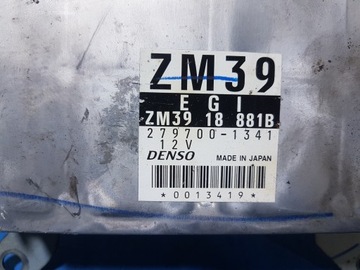 ZM39
EGI
ZM39 18 881B
279700-1341
12V
DENSO MADE IN JAPAN
*0013419*